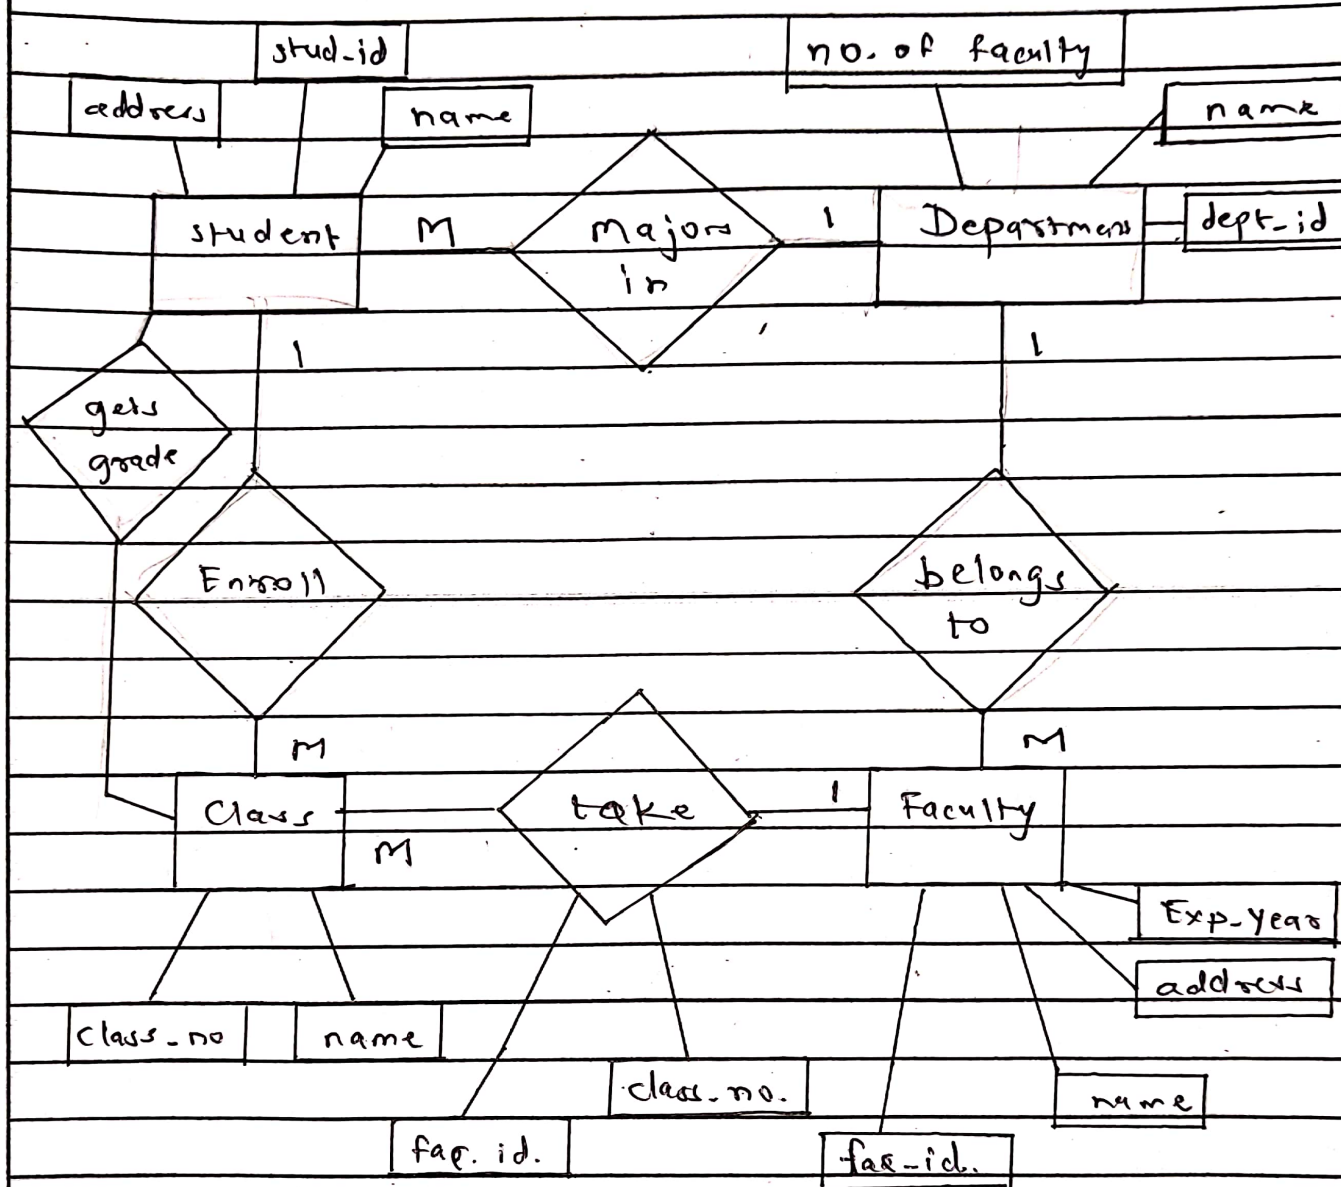 stud-id
no. of faculty
address
name
name
student
M
majors
in
1
Department
dept-id
1
1
gets
grade
Enroll
belongs
to
M
M
Class
M
take
1
Faculty
Exp-year
address
class-no
name
class-no.
name
fac. id.
fac-id.